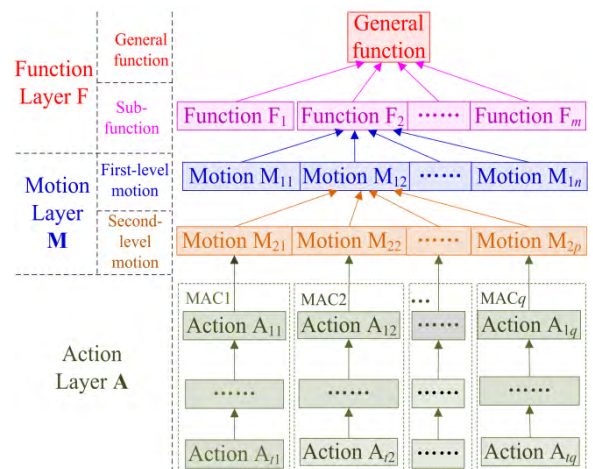 General
function
General
function
Function
Layer F
Sub-
function
Function F1
Function F2
······
Function Fm
First-level
motion
Motion M11
Motion M12
······
Motion M1n
Motion
Layer
M
Second-
level
motion
Motion M21
Motion M22
······
Motion M2p
MAC1
MAC2
...
MACq
Action A11
Action A12
······
Action A1q
Action
Layer A
······
······
······
······
Action At1
Action At2
······
Action Atq